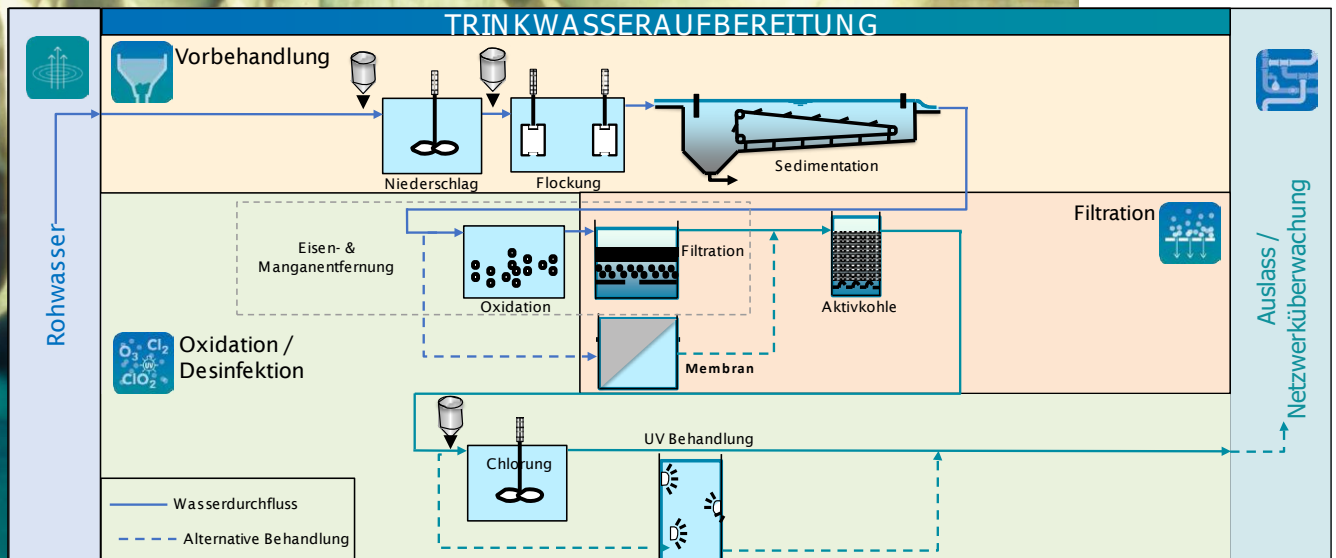 TRINKWASSERAUFBEREITUNG
Vorbehandlung
Niederschlag
Flockung
Sedimentation
Rohwasser
Eisen- &
Manganentfernung
Oxidation
Filtration
Membran
Aktivkohle
Filtration
O3 Cl2
UV
ClO2
Oxidation /
Desinfektion
Chlorung
UV Behandlung
Wasserdurchfluss
Alternative Behandlung
Auslass /
Netzwerküberwachung